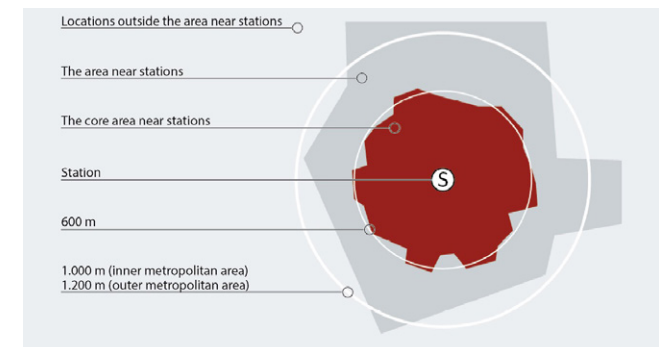 Locations outside the area near stations
The area near stations
The core area near stations
Station
S
600 m
1.000 m (inner metropolitan area)
1.200 m (outer metropolitan area)